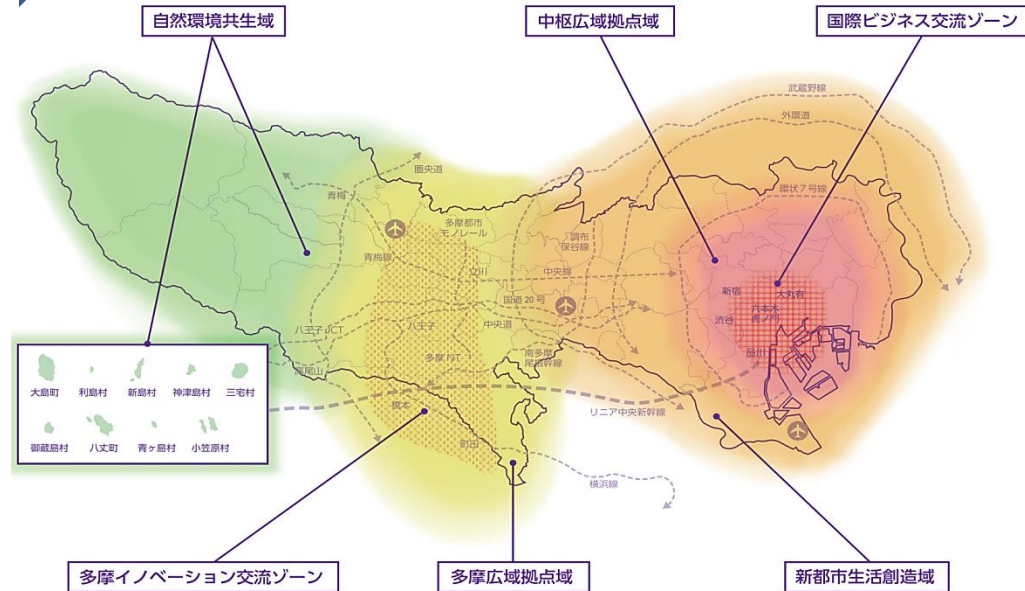 自然環境共生域
中枢広域拠点域
国際ビジネス交流ゾーン
武蔵野線
外環道
圏央道
青梅
環状7号線
多摩都市
モノレール
調布
保谷線
青梅線
立川
中央線
新宿
大丸有
国道20号
六本木
虎ノ門
渋谷
八王子JCT
八王子
中央道
品川
多摩NT
南多摩
尾根幹線
高尾山
大島町
利島村
新島村
神津島村
三宅村
橋本
リニア中央新幹線
御蔵島村
八丈町
青ヶ島村
小笠原村
町田
横浜線
多摩イノベーション交流ゾーン
多摩広域拠点域
新都市生活創造域